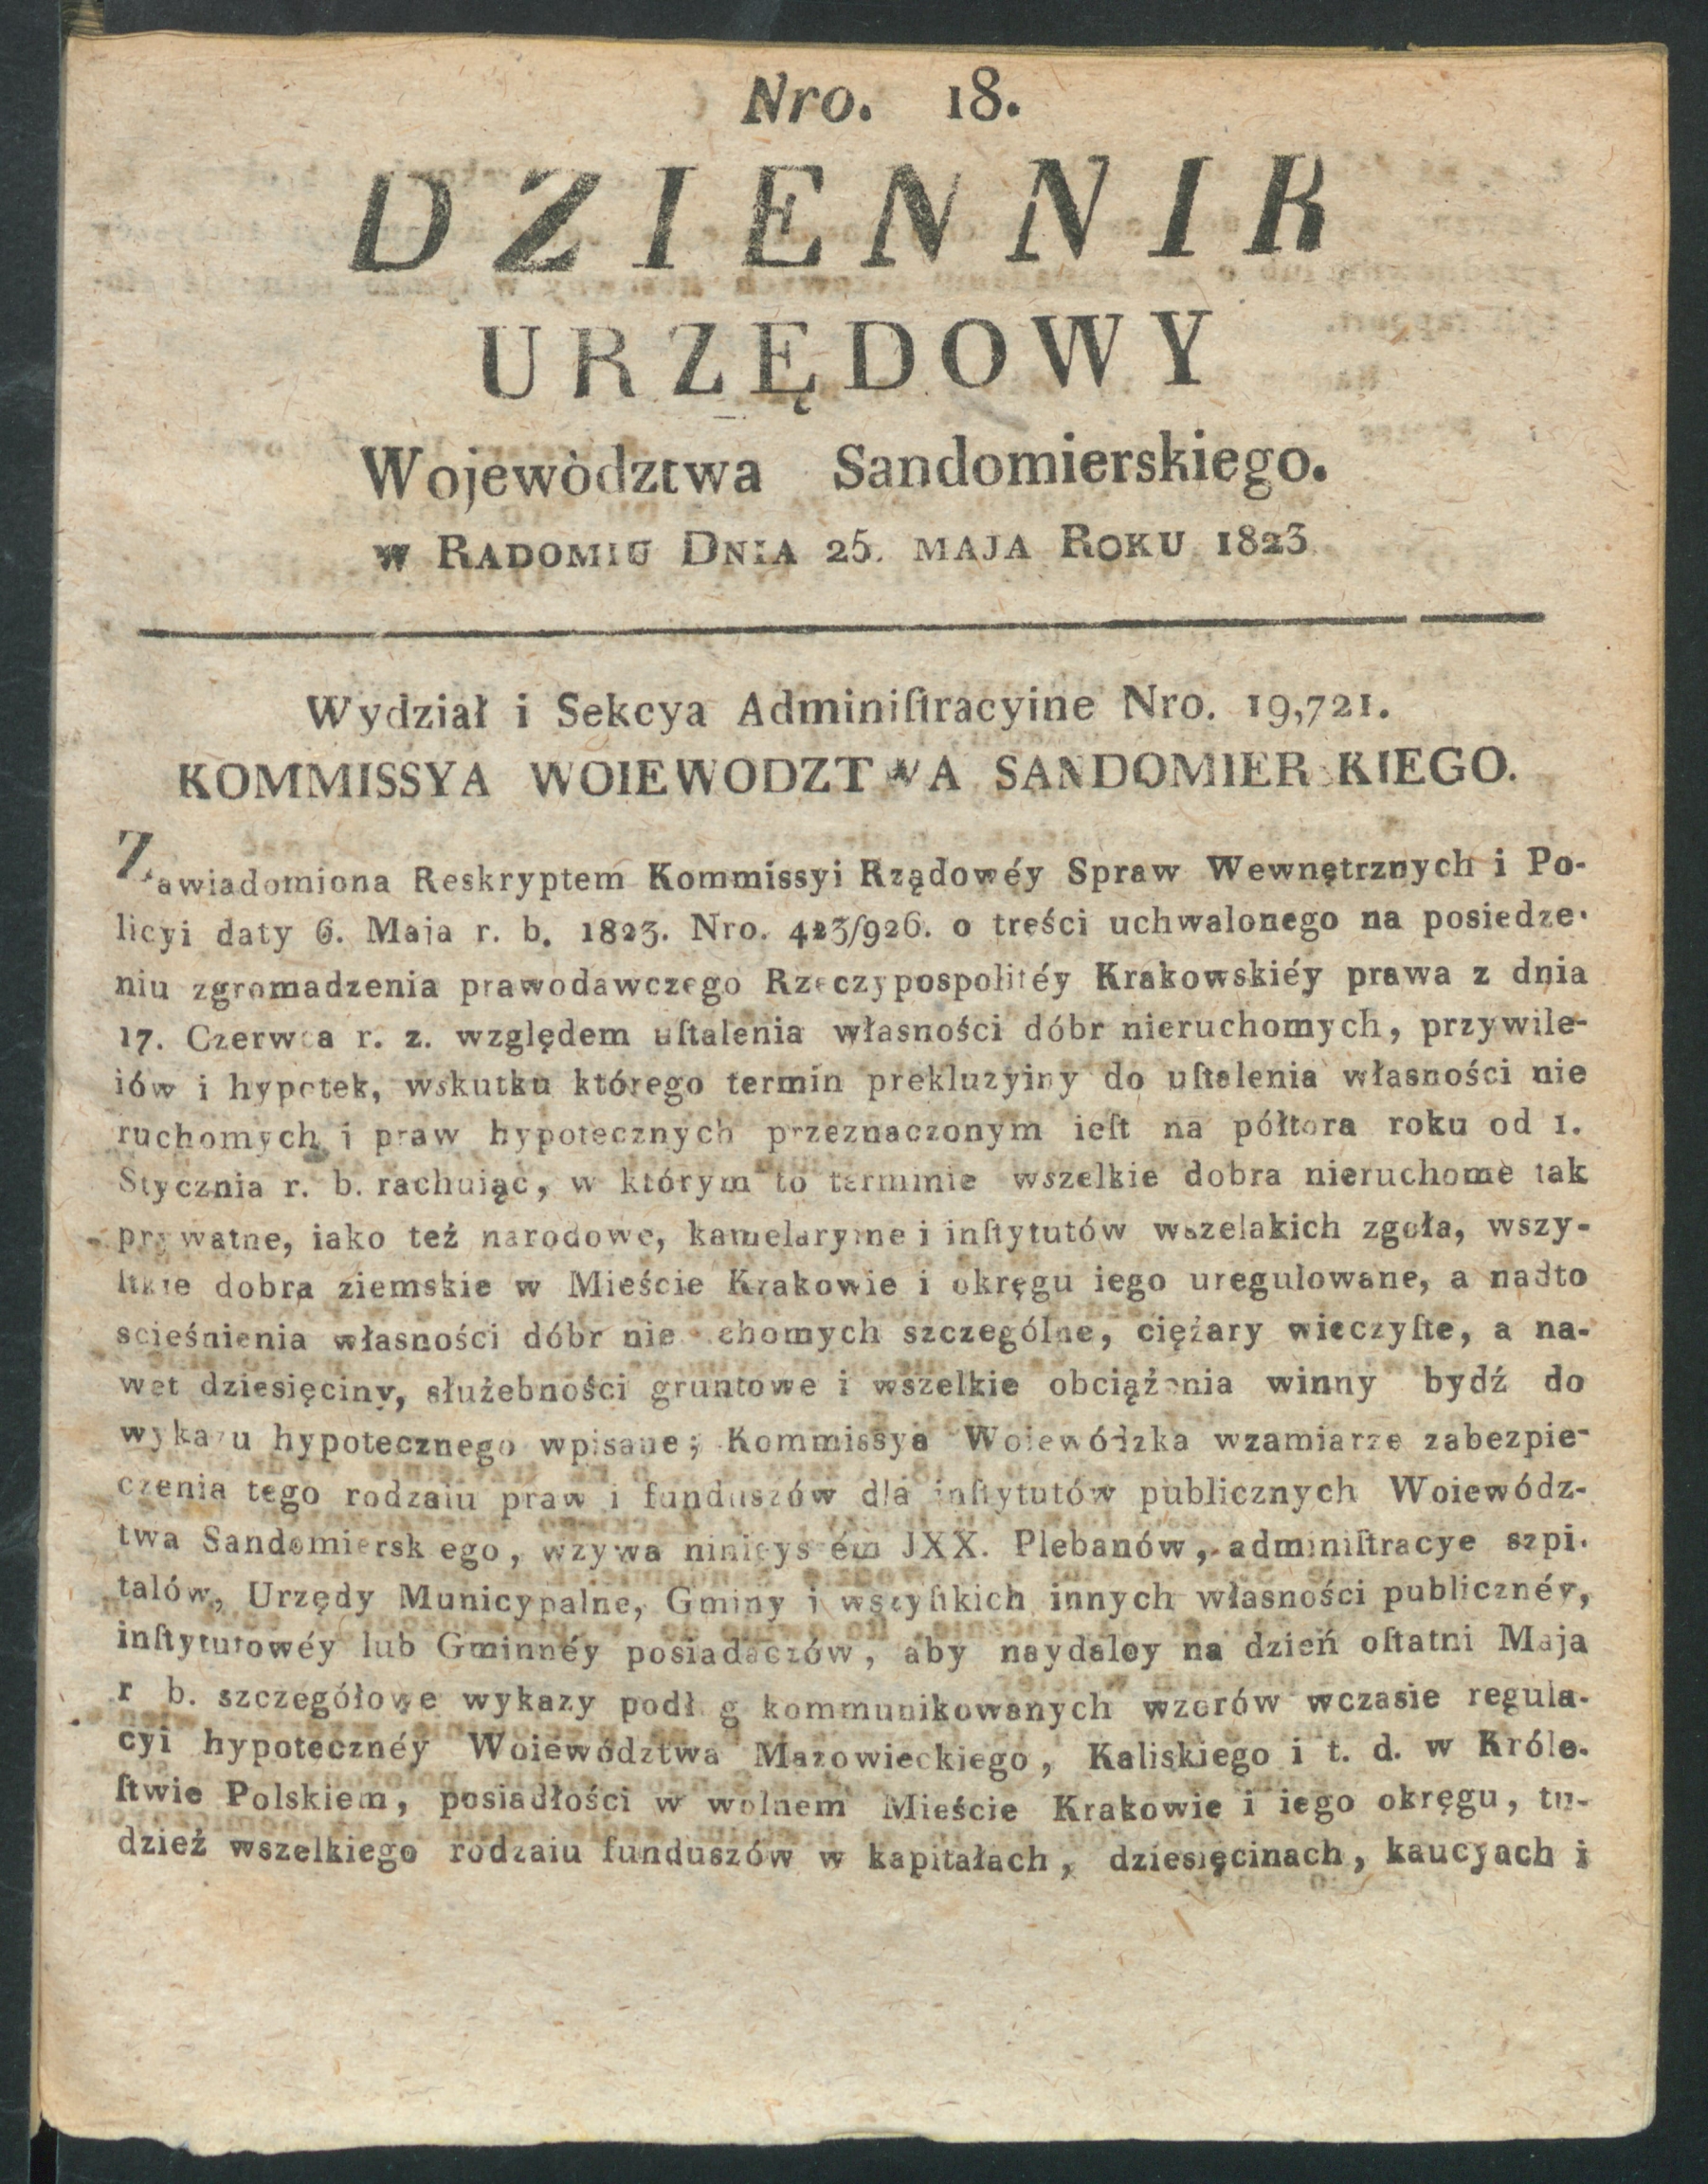 Nro. 18.
DZIENNIK
URZĘDOWY
Wojewòdztwa Sandomierskiego.
w Radomiu Dnia 25. maja Roku 1823
Wydział i Sekcya Adminiſtracyine Nro. 19,721.
KOMMISSYA WOIEWODZTWA SANDOMIERSKIEGO.
Zawiadomiona Reskryptem Kommissyi Rządowéy Spraw Wewnętrznych i Po-
licyi daty 6. Maia r. b. 1823. Nro. 423/926. o treści uchwalonego na posiedze-
niu zgromadzenia prawodawczego Rzeczypospolitéy Krakowskiéy prawa z dnia
17. Czerwca r. z. względem uſtalenia własności dóbr nieruchomych, przywile-
iów i hypotek, wskutku którego termin prekluzyiny do uſtalenia własności nie
ruchomych i praw hypotecznych przeznaczonym ieſt na półtora roku od 1.
Stycznia r. b. rachuiąc, w którym to terminie wszelkie dobra nieruchome tak
prywatne, iako też narodowe, kamelaryine i inſtytutów wszelakich zgoła, wszy-
ſtkie dobra ziemskie w Mieście Krakowie i okręgu iego uregulowane, a nadto
scieśnienia własności dóbr nie chomych szczególne, ciężary wieczyſte, a na-
wet dziesięciny, służebności gruntowe i wszelkie obciążenia winny bydź do
wykazu hypotecznego wpisane; Kommissya Woiewódzka wzamiarze zabezpie-
czenia tego rodzaiu praw i funduszów dla inſtytutów publicznych Woiewódz-
twa Sandomiersk ego, wzywa ninieysz ém JXX. Plebanów, adminiſtracye szpi-
talów, Urzędy Municypalne, Gminy i wszyſtkich innych własności publicznéy,
inſtytutowéy lub Gminnéy posiadaczów, aby naydaley na dzień oſtatni Maja
r b. szczegółowe wykazy podł g kommunikowanych wzorów wczasie regula-
cyi hypotecznéy Woiewództwa Mazowieckiego, Kaliskiego i t. d. w Króle-
ſtwie Polskiem, posiadłości w wolnem Mieście Krakowie i iego okręgu, tu-
dzież wszelkiego rodzaiu funduszów w kapitałach, dziesięcinach, kaucyach i